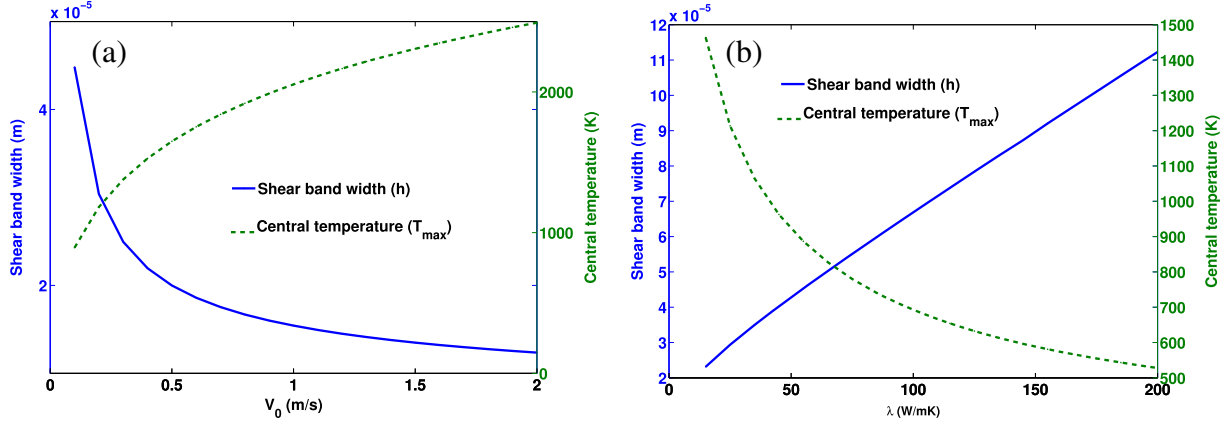 x 10⁻⁵
(a)
Shear band width (m)
4
2
Shear band width (h)
Central temperature (T_max)
2000
1000
0
Central temperature (K)
0
0.5
1
1.5
2
V_0 (m/s)
x 10⁻⁵
(b)
Shear band width (m)
12
11
10
9
8
7
6
5
4
3
2
Shear band width (h)
Central temperature (T_max)
1500
1400
1300
1200
1100
1000
900
800
700
600
500
Central temperature (K)
0
50
100
150
200
λ (W/mK)